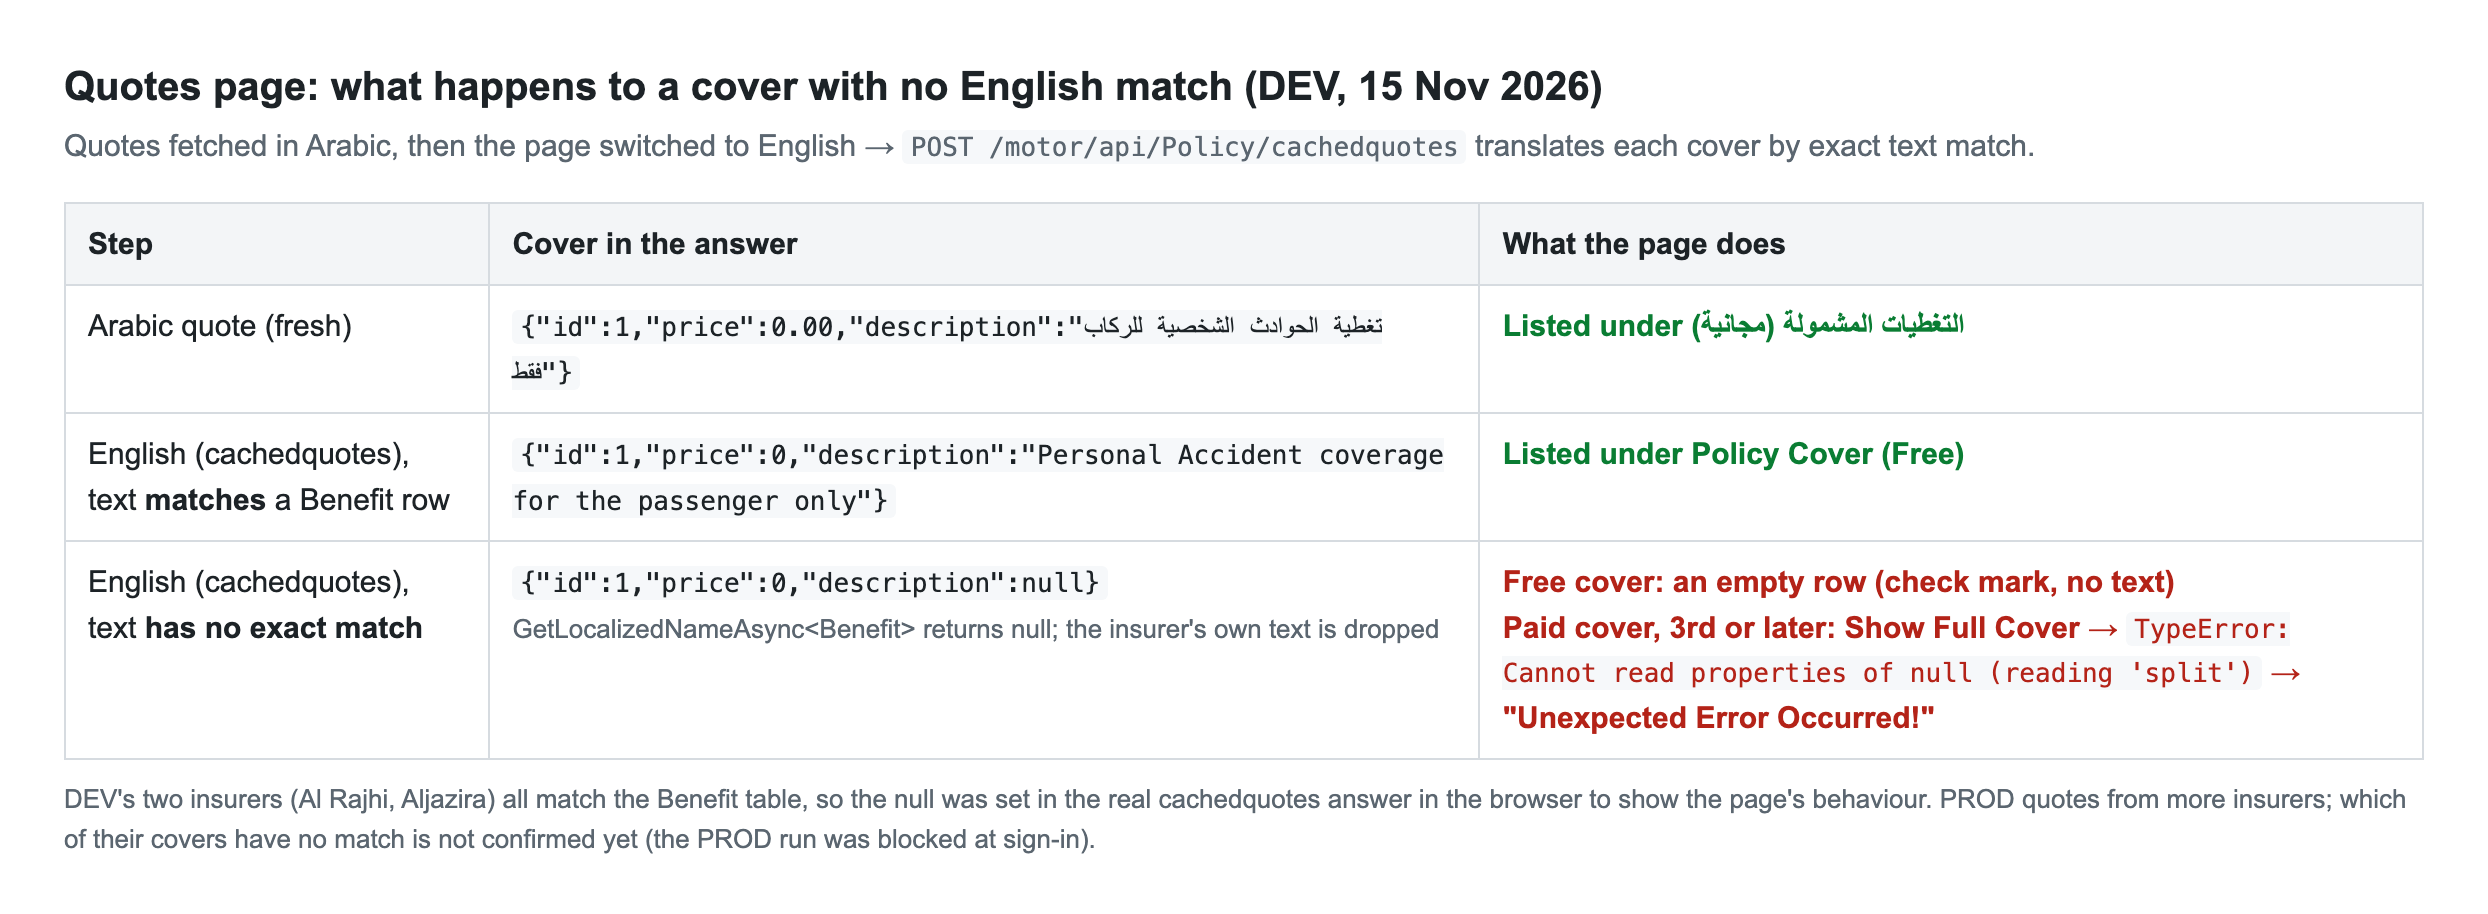 Quotes page: what happens to a cover with no English match (DEV, 15 Nov 2026)
Quotes fetched in Arabic, then the page switched to English → POST /motor/api/Policy/cachedquotes translates each cover by exact text match.
Step
Cover in the answer
What the page does
Arabic quote (fresh)
{"id":1,"price":0.00,"description":"تغطية الحوادث الشخصية للركاب
فقط"}
Listed under التغطيات المشمولة (مجانية)
English (cachedquotes),
text matches a Benefit row
{"id":1,"price":0,"description":"Personal Accident coverage
for the passenger only"}
Listed under Policy Cover (Free)
English (cachedquotes),
text has no exact match
{"id":1,"price":0,"description":null}
GetLocalizedNameAsync<Benefit> returns null; the insurer's own text is dropped
Free cover: an empty row (check mark, no text)
Paid cover, 3rd or later: Show Full Cover → TypeError:
Cannot read properties of null (reading 'split') →
"Unexpected Error Occurred!"
DEV's two insurers (Al Rajhi, Aljazira) all match the Benefit table, so the null was set in the real cachedquotes answer in the browser to show the page's behaviour. PROD quotes from more insurers; which
of their covers have no match is not confirmed yet (the PROD run was blocked at sign-in).